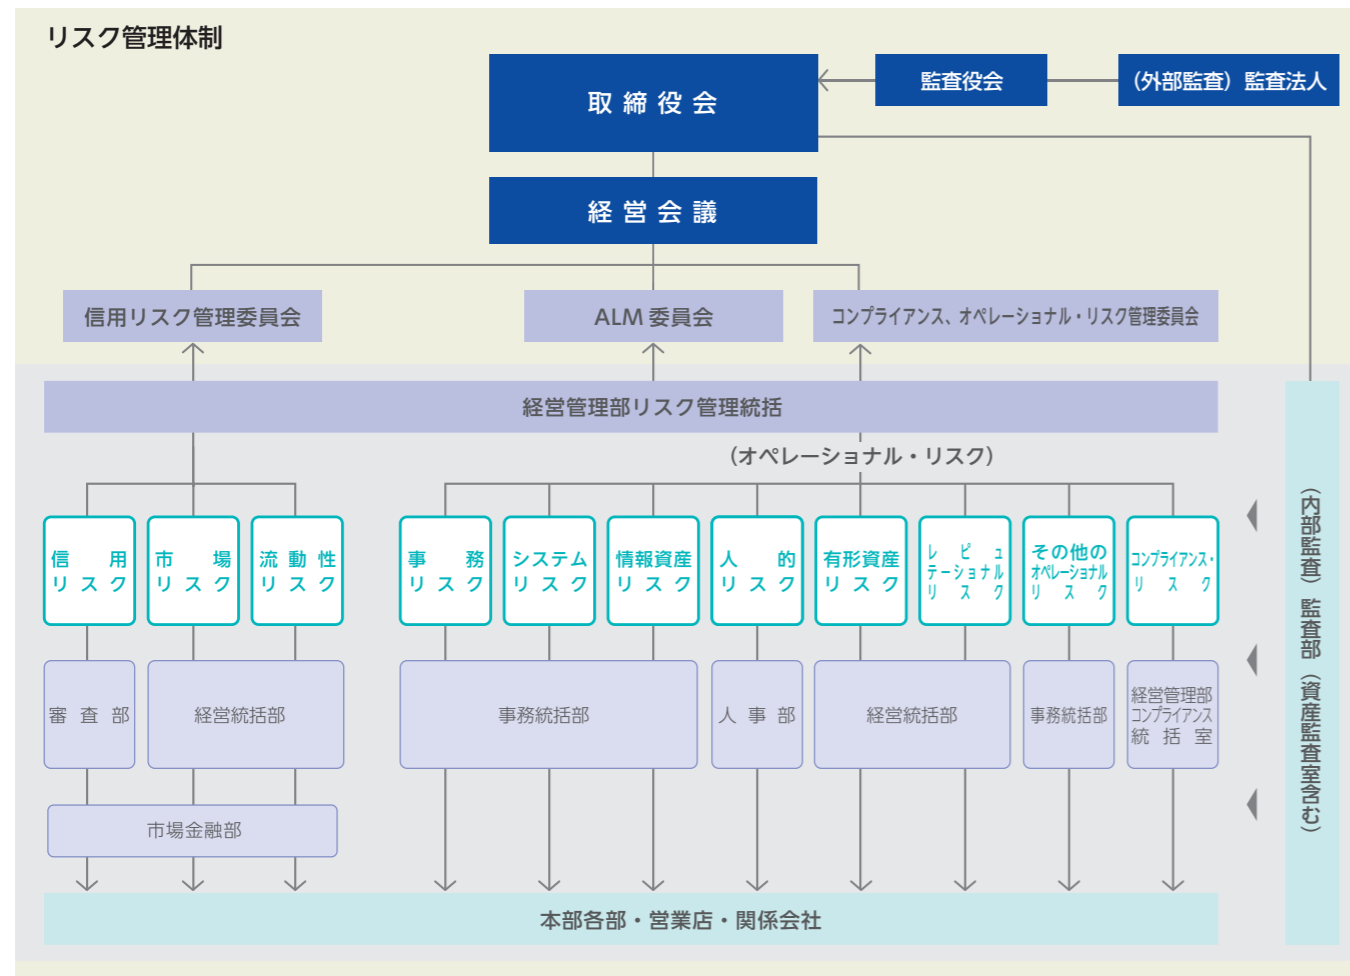 リスク管理体制
取締役会
監査役会
（外部監査）監査法人
経営会議
信用リスク管理委員会
ALM 委員会
コンプライアンス、オペレーショナル・リスク管理委員会
経営管理部リスク管理統括
（オペレーショナル・リスク）
信用
リスク
市場
リスク
流動性
リスク
事務
リスク
システム
リスク
情報資産
リスク
人的
リスク
有形資産
リスク
レピュ
テーショナル
リスク
その他の
オペレーショナル
リスク
コンプライアンス・
リスク
審査部
経営統括部
事務統括部
人事部
経営統括部
事務統括部
経営管理部
コンプライアンス
統括室
市場金融部
本部各部・営業店・関係会社
（内部監査）監査部（資産監査室含む）